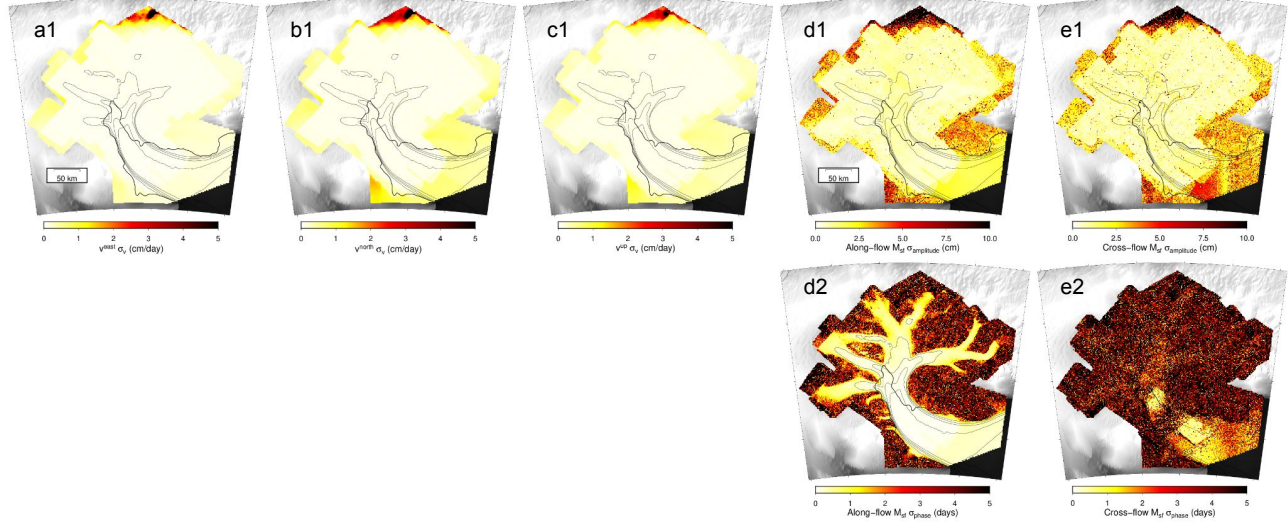 a1
b1
c1
d1
e1
50 km
50 km
0 1 2 3 4 5
v^east σ_v (cm/day)
0 1 2 3 4 5
v^north σ_v (cm/day)
0 1 2 3 4 5
v^up σ_v (cm/day)
0.0 2.5 5.0 7.5 10.0
Along-flow M_sf σ_amplitude (cm)
0.0 2.5 5.0 7.5 10.0
Cross-flow M_sf σ_amplitude (cm)
d2
e2
0 1 2 3 4 5
Along-flow M_sf σ_phase (days)
0 1 2 3 4 5
Cross-flow M_sf σ_phase (days)